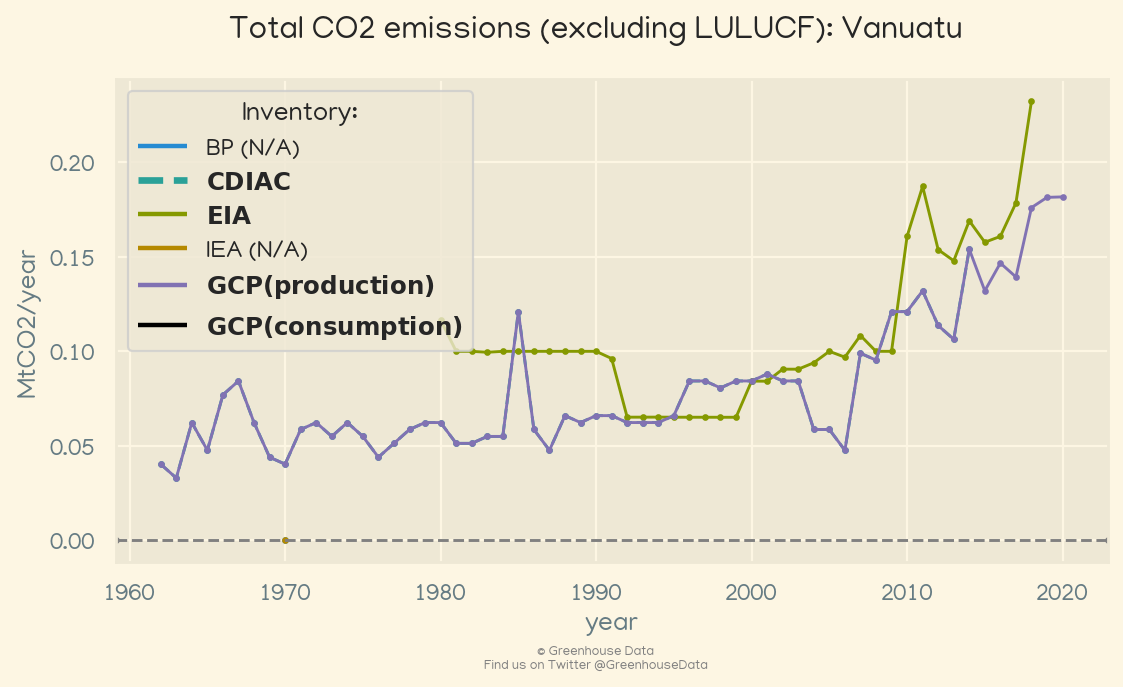 Total CO2 emissions (excluding LULUCF): Vanuatu
Inventory:
BP (N/A)
CDIAC
EIA
IEA (N/A)
GCP(production)
GCP(consumption)
MtCO2/year
0.20
0.15
0.10
0.05
0.00
1960 1970 1980 1990 2000 2010 2020
year
© Greenhouse Data
Find us on Twitter @GreenhouseData